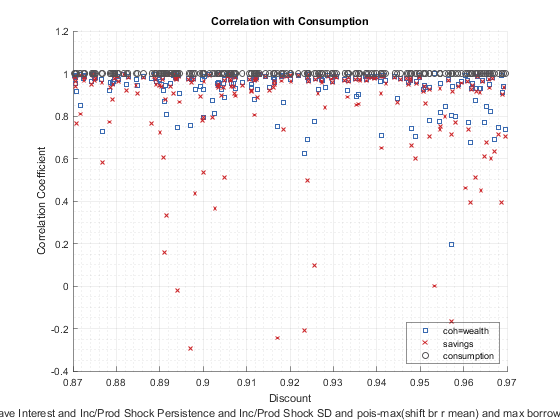 Correlation with Consumption
1.2
1
0.8
0.6
0.4
0.2
0
-0.2
-0.4
Correlation Coefficient
coh=wealth
savings
consumption
0.87 0.88 0.89 0.9 0.91 0.92 0.93 0.94 0.95 0.96 0.97
Discount
ave Interest and Inc/Prod Shock Persistence and Inc/Prod Shock SD and pois-max(shift br r mean) and max borrow